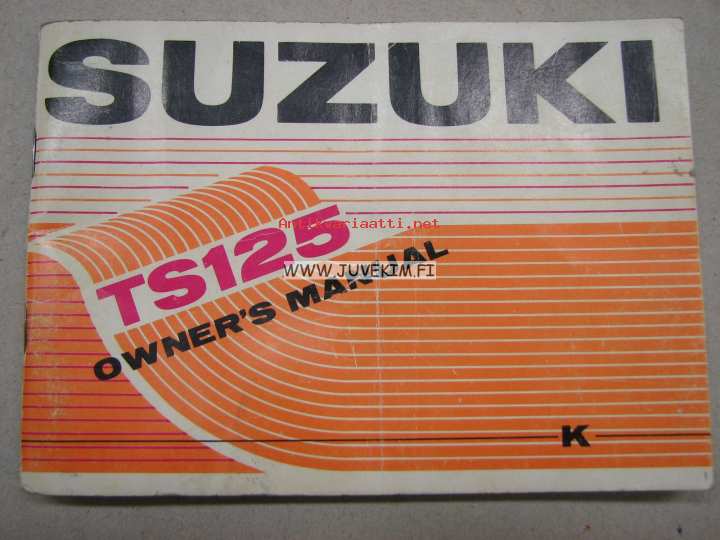 SUZUKI
TS125
Antikvariaatti.net
WWW.JUVEKIM.FI
OWNER'S MANUAL
K